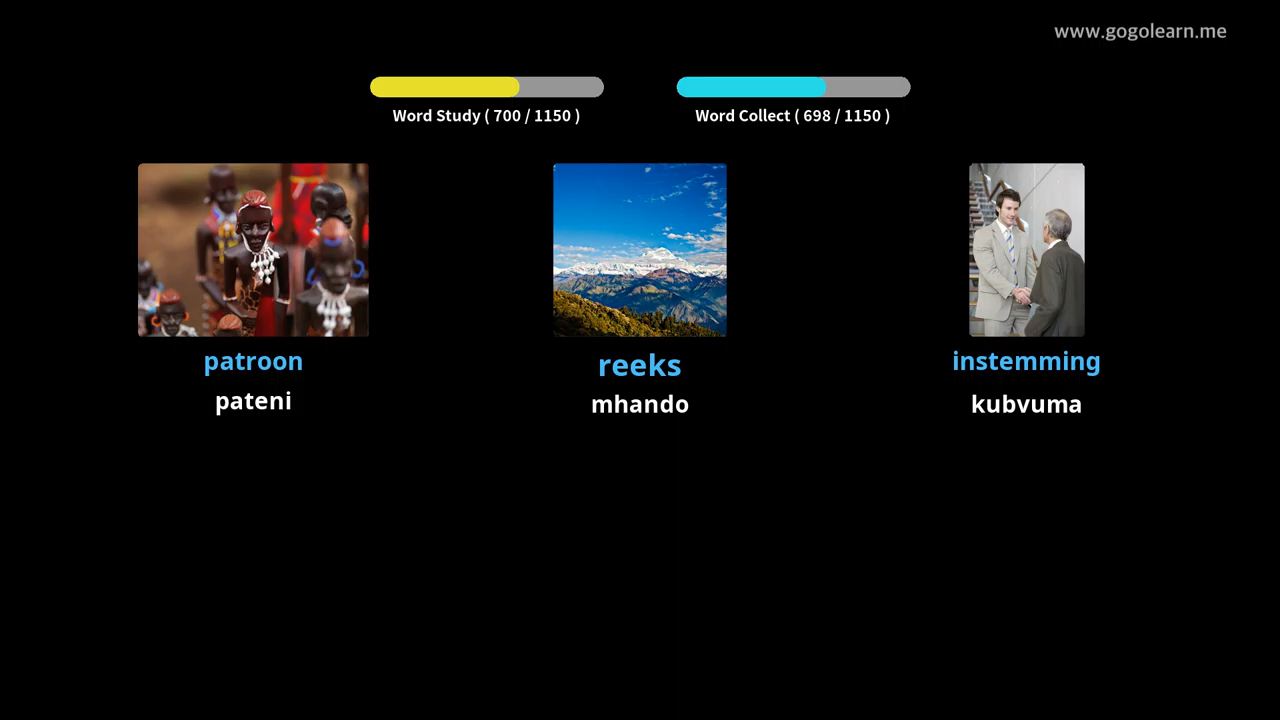 www.gogolearn.me
Word Study ( 700 / 1150 )
Word Collect ( 698 / 1150 )
patroon
pateni
reeks
mhando
instemming
kubvuma